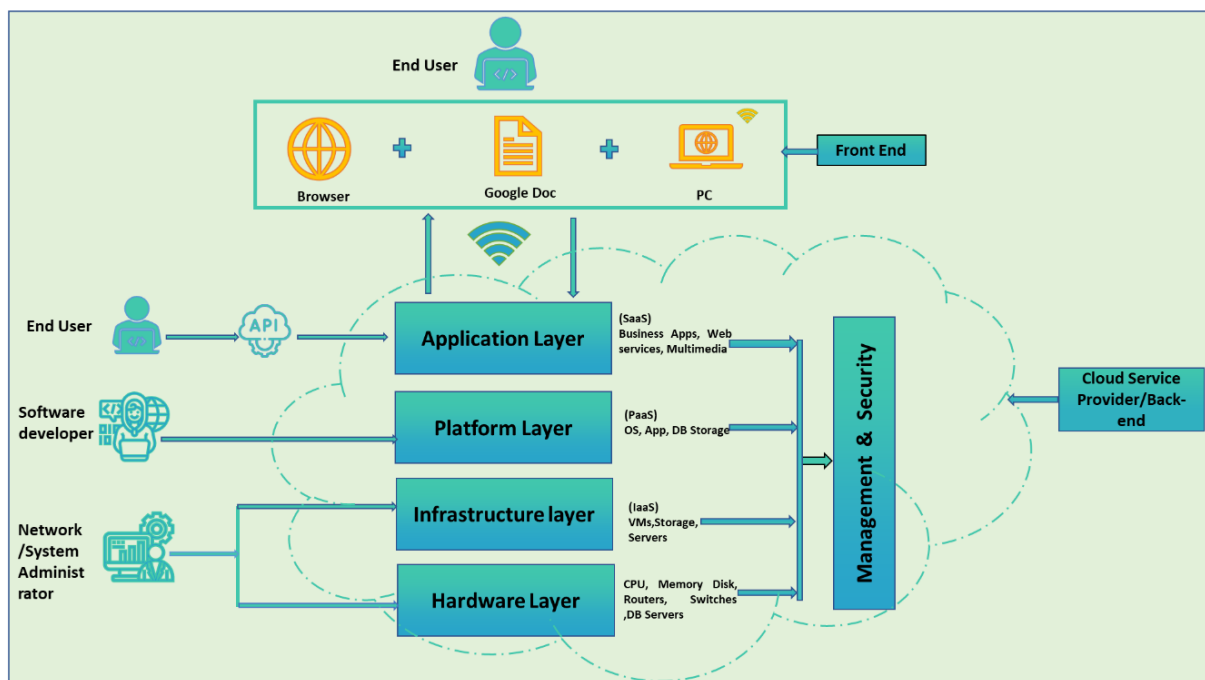 End User
Browser
Google Doc
PC
Front End
End User
API
Application Layer
(SaaS)
Business Apps, Web
services, Multimedia
Software
developer
Platform Layer
(PaaS)
OS, App, DB Storage
Network
/System
Administ
rator
Infrastructure layer
(IaaS)
VMs,Storage,
Servers
Hardware Layer
CPU, Memory Disk,
Routers, Switches
,DB Servers
Management & Security
Cloud Service
Provider/Back-
end